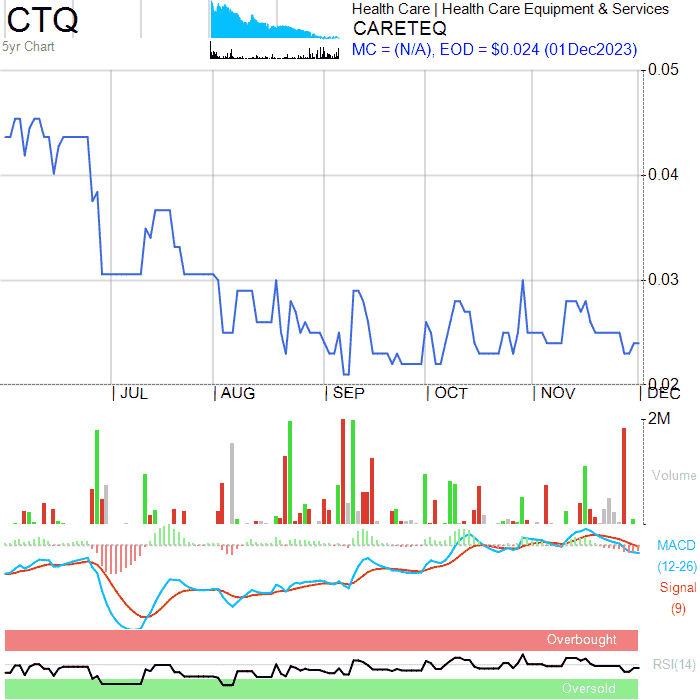 CTQ
5yr Chart
Health Care | Health Care Equipment & Services
CARETEQ
MC = (N/A), EOD = $0.024 (01Dec2023)
0.05
0.04
0.03
0.02
| JUL
| AUG
| SEP
| OCT
| NOV
| DEC
2M
Volume
MACD
(12-26)
Signal
(9)
Overbought
RSI(14)
Oversold